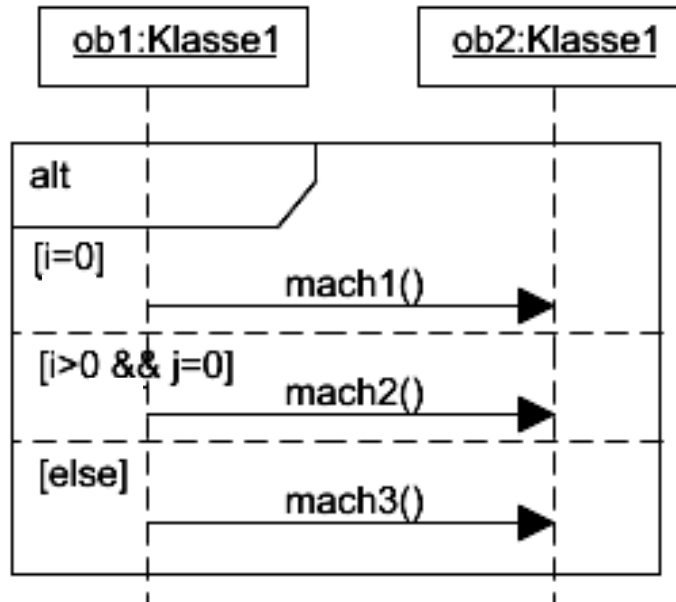 ob1:Klasse1
ob2:Klasse1
alt
[i=0]
mach1()
[i>0 && j=0]
mach2()
[else]
mach3()